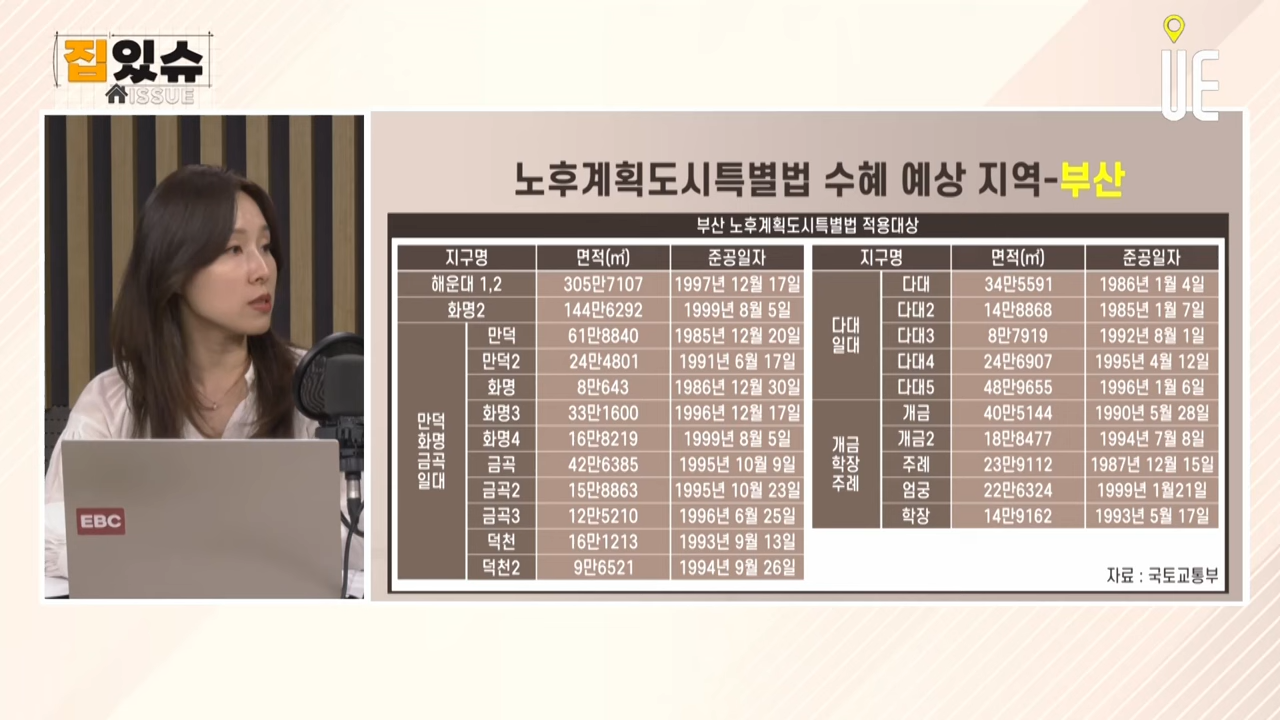 집있슈
ISSUE
UE
EBC
노후계획도시특별법 수혜 예상 지역-부산
부산 노후계획도시특별법 적용대상
지구명 면적(㎡) 준공일자
해운대 1,2 305만7107 1997년 12월 17일
화명2 144만6292 1999년 8월 5일
만덕 화명 금곡 일대
만덕 61만8840 1985년 12월 20일
만덕2 24만4801 1991년 6월 17일
화명 8만643 1986년 12월 30일
화명3 33만1600 1996년 12월 17일
화명4 16만8219 1999년 8월 5일
금곡 42만6385 1995년 10월 9일
금곡2 15만8863 1995년 10월 23일
금곡3 12만5210 1996년 6월 25일
덕천 16만1213 1993년 9월 13일
덕천2 9만6521 1994년 9월 26일
지구명 면적(㎡) 준공일자
다대 일대
다대 34만5591 1986년 1월 4일
다대2 14만8868 1985년 1월 7일
다대3 8만7919 1992년 8월 1일
다대4 24만6907 1995년 4월 12일
다대5 48만9655 1996년 1월 6일
개금 학장 주례
개금 40만5144 1990년 5월 28일
개금2 18만8477 1994년 7월 8일
주례 23만9112 1987년 12월 15일
엄궁 22만6324 1999년 1월21일
학장 14만9162 1993년 5월 17일
자료 : 국토교통부